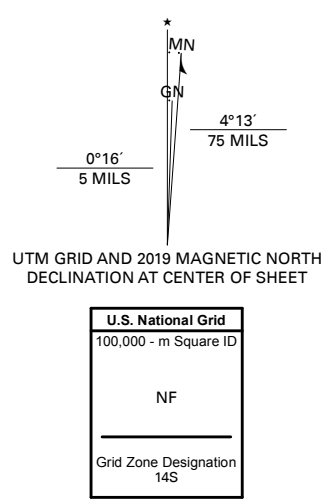 ★
MN
GN
4°13´
75 MILS
0°16´
5 MILS
UTM GRID AND 2019 MAGNETIC NORTH
DECLINATION AT CENTER OF SHEET
U.S. National Grid
100,000 - m Square ID
NF
Grid Zone Designation
14S